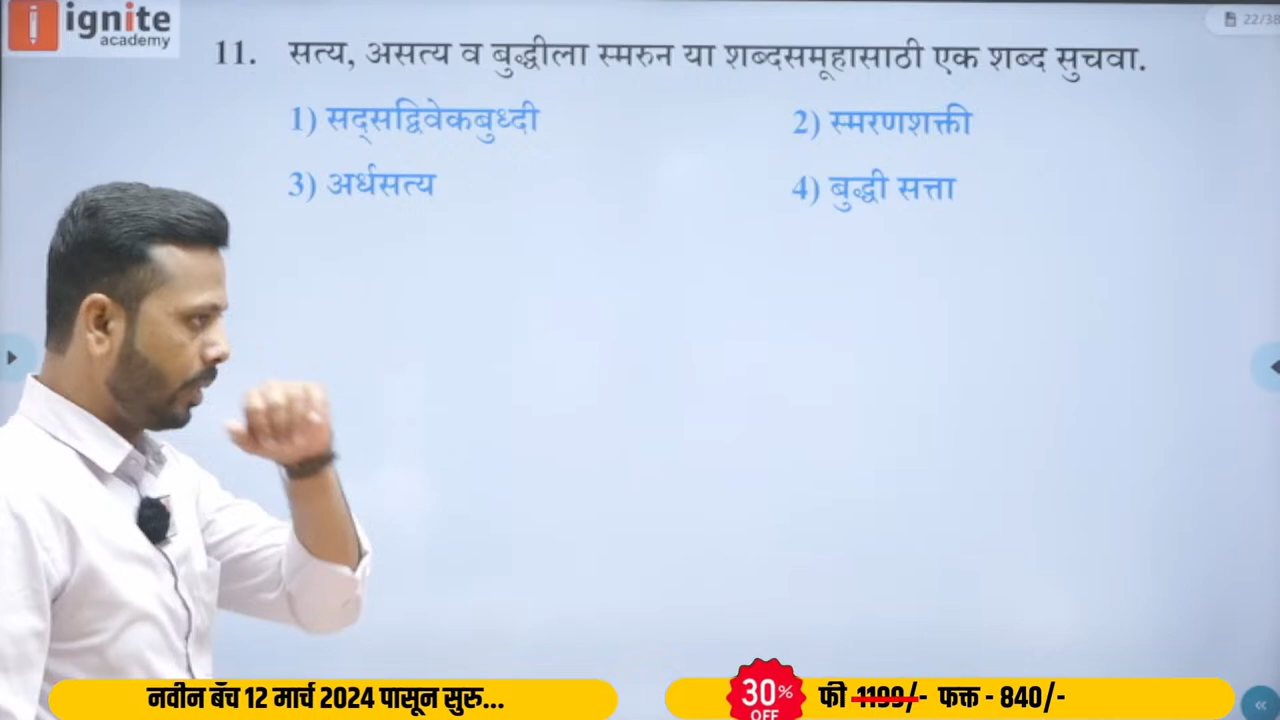 ignite
academy
22/38
11. सत्य, असत्य व बुद्धीला स्मरुन या शब्दसमूहासाठी एक शब्द सुचवा.
1) सद्सद्विवेकबुध्दी 2) स्मरणशक्ती
3) अर्धसत्य 4) बुद्धी सत्ता
नवीन बॅच 12 मार्च 2024 पासून सुरु...
30% OFF फी 1199/- फक्त - 840/-